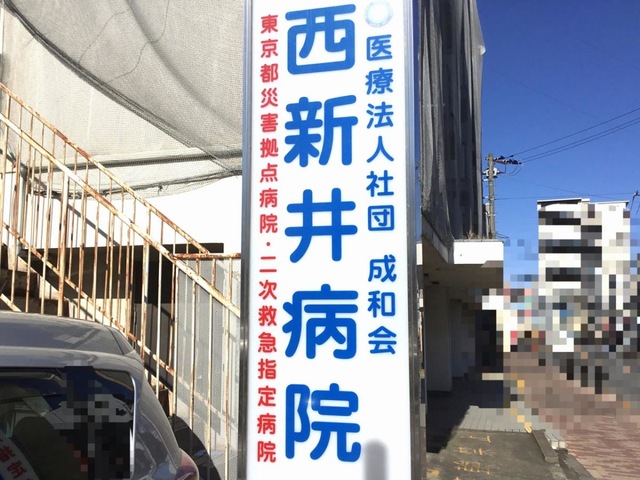 医療法人社団 成和会
西新井病院
東京都災害拠点病院・二次救急指定病院